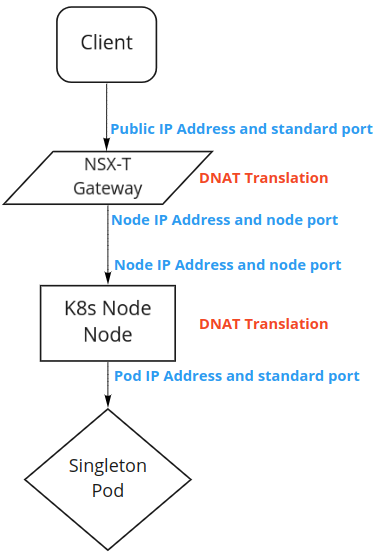 Client
Public IP Address and standard port
NSX-T
Gateway
DNAT Translation
Node IP Address and node port
Node IP Address and node port
K8s Node
Node
DNAT Translation
Pod IP Address and standard port
Singleton
Pod